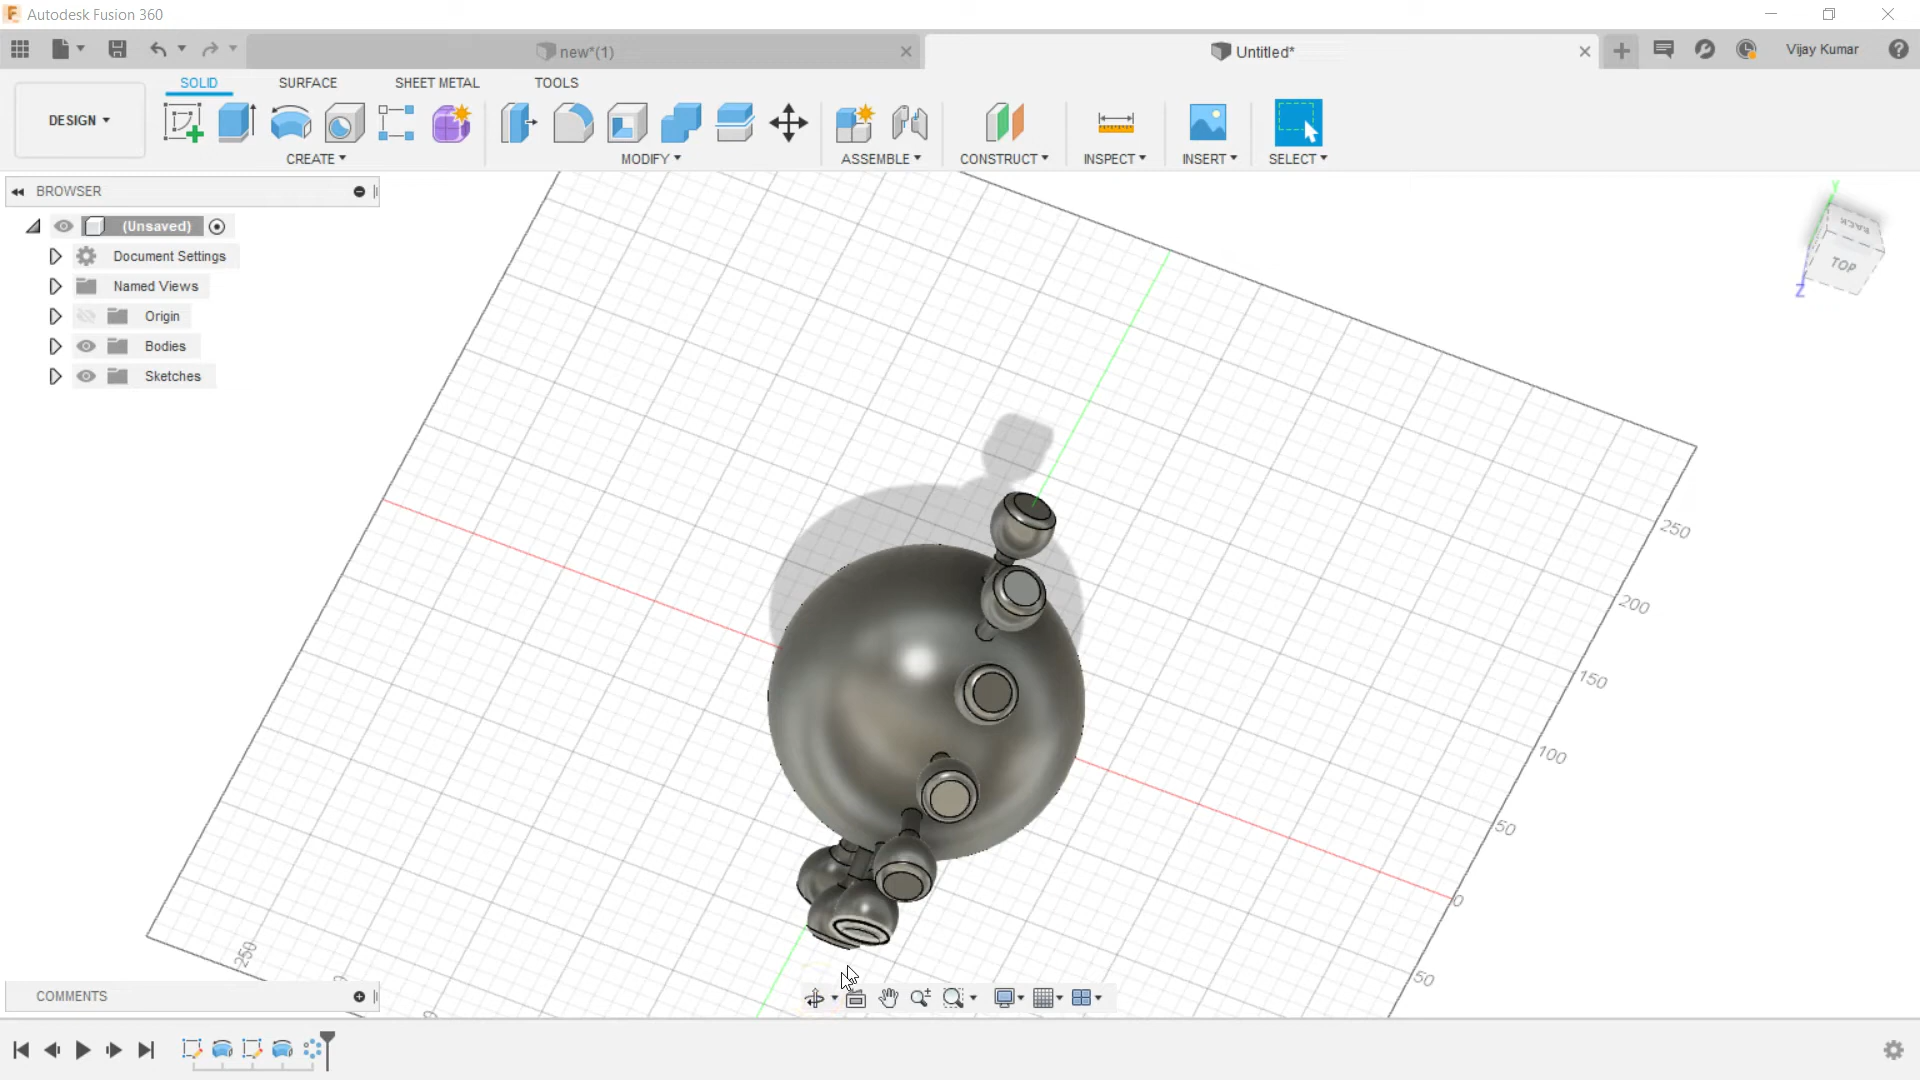 Autodesk Fusion 360
new*(1)
Untitled*
Vijay Kumar
DESIGN
SOLID
SURFACE
SHEET METAL
TOOLS
CREATE
MODIFY
ASSEMBLE
CONSTRUCT
INSPECT
INSERT
SELECT
BROWSER
(Unsaved)
Document Settings
Named Views
Origin
Bodies
Sketches
Y
BACK
TOP
Z
250
200
150
100
50
0
50
250
COMMENTS